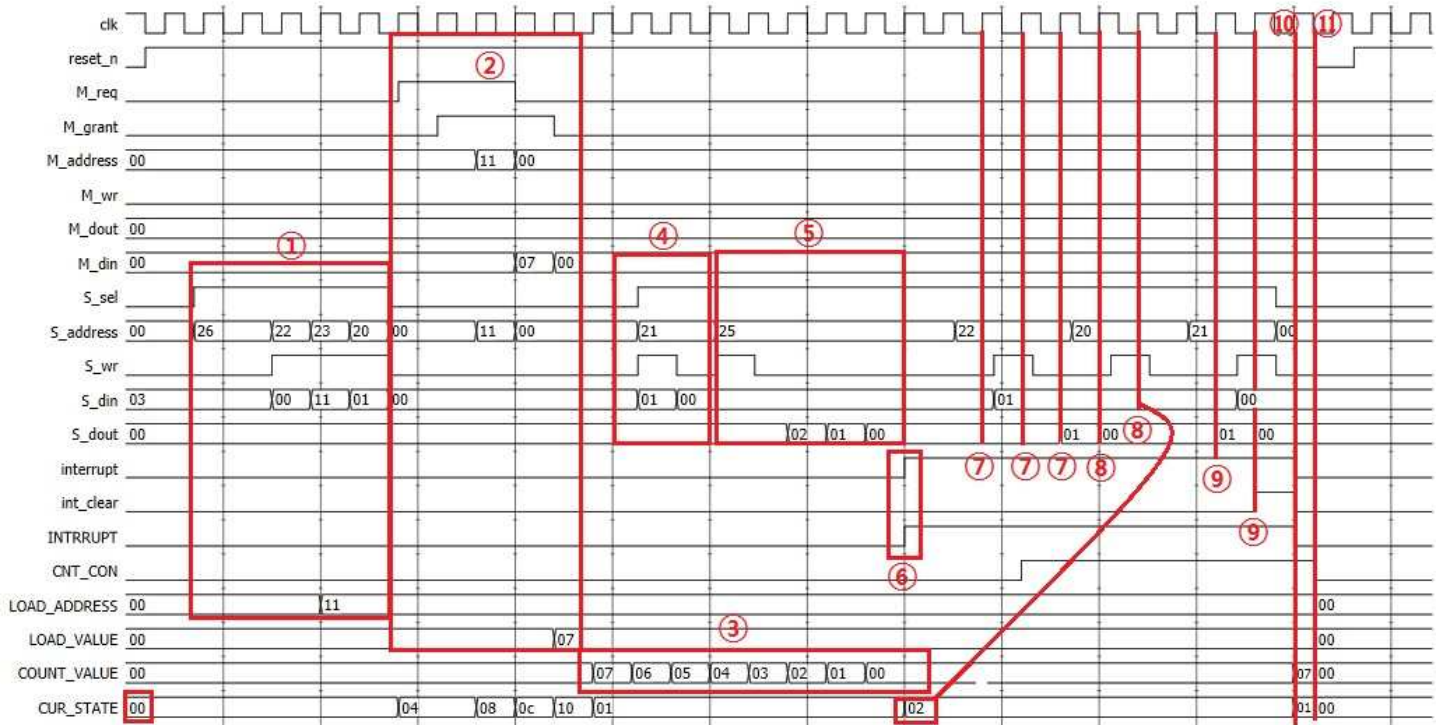 clk ⑩ ⑪
reset_n
②
M_req
M_grant
M_address 00 11 00
M_wr
M_dout 00
① ④ ⑤
M_din 00 07 00
S_sel
S_address 00 26 22 23 20 00 11 00 21 25 22 20 21 00
S_wr
S_din 03 00 11 01 00 01 00 01 00
S_dout 00 02 01 00 01 00 ⑧ 01 00
interrupt ⑦ ⑦ ⑦ ⑧ ⑨
int_clear
INTRRUPT ⑨
CNT_CON ⑥
LOAD_ADDRESS 00 11 00
③
LOAD_VALUE 00 07 00
COUNT_VALUE 00 07 06 05 04 03 02 01 00 07 00
CUR_STATE 00 04 08 0c 10 01 02 01 00